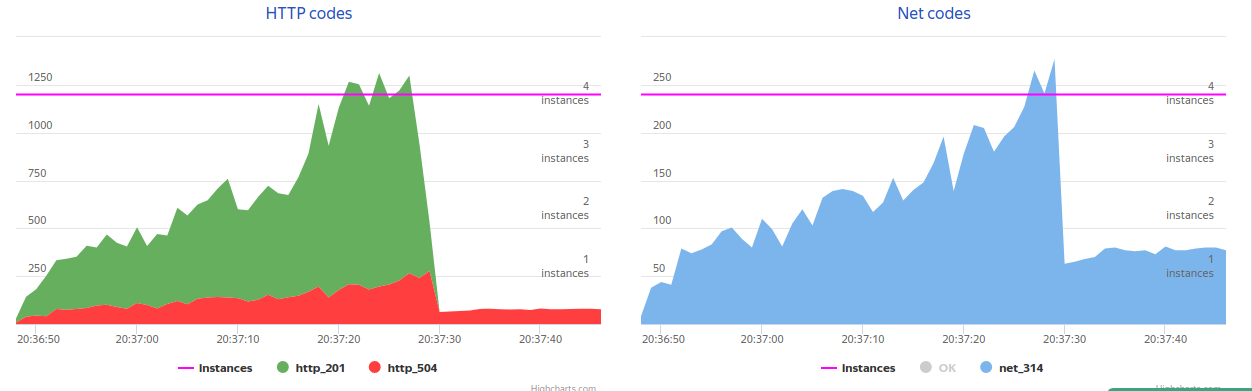 HTTP codes
1250
1000
750
500
250
4
instances
3
instances
2
instances
1
instances
20:36:50
20:37:00
20:37:10
20:37:20
20:37:30
20:37:40
Instances
http_201
http_504
Highcharts.com
Net codes
250
200
150
100
50
4
instances
3
instances
2
instances
1
instances
20:36:50
20:37:00
20:37:10
20:37:20
20:37:30
20:37:40
Instances
OK
net_314
Highcharts.com